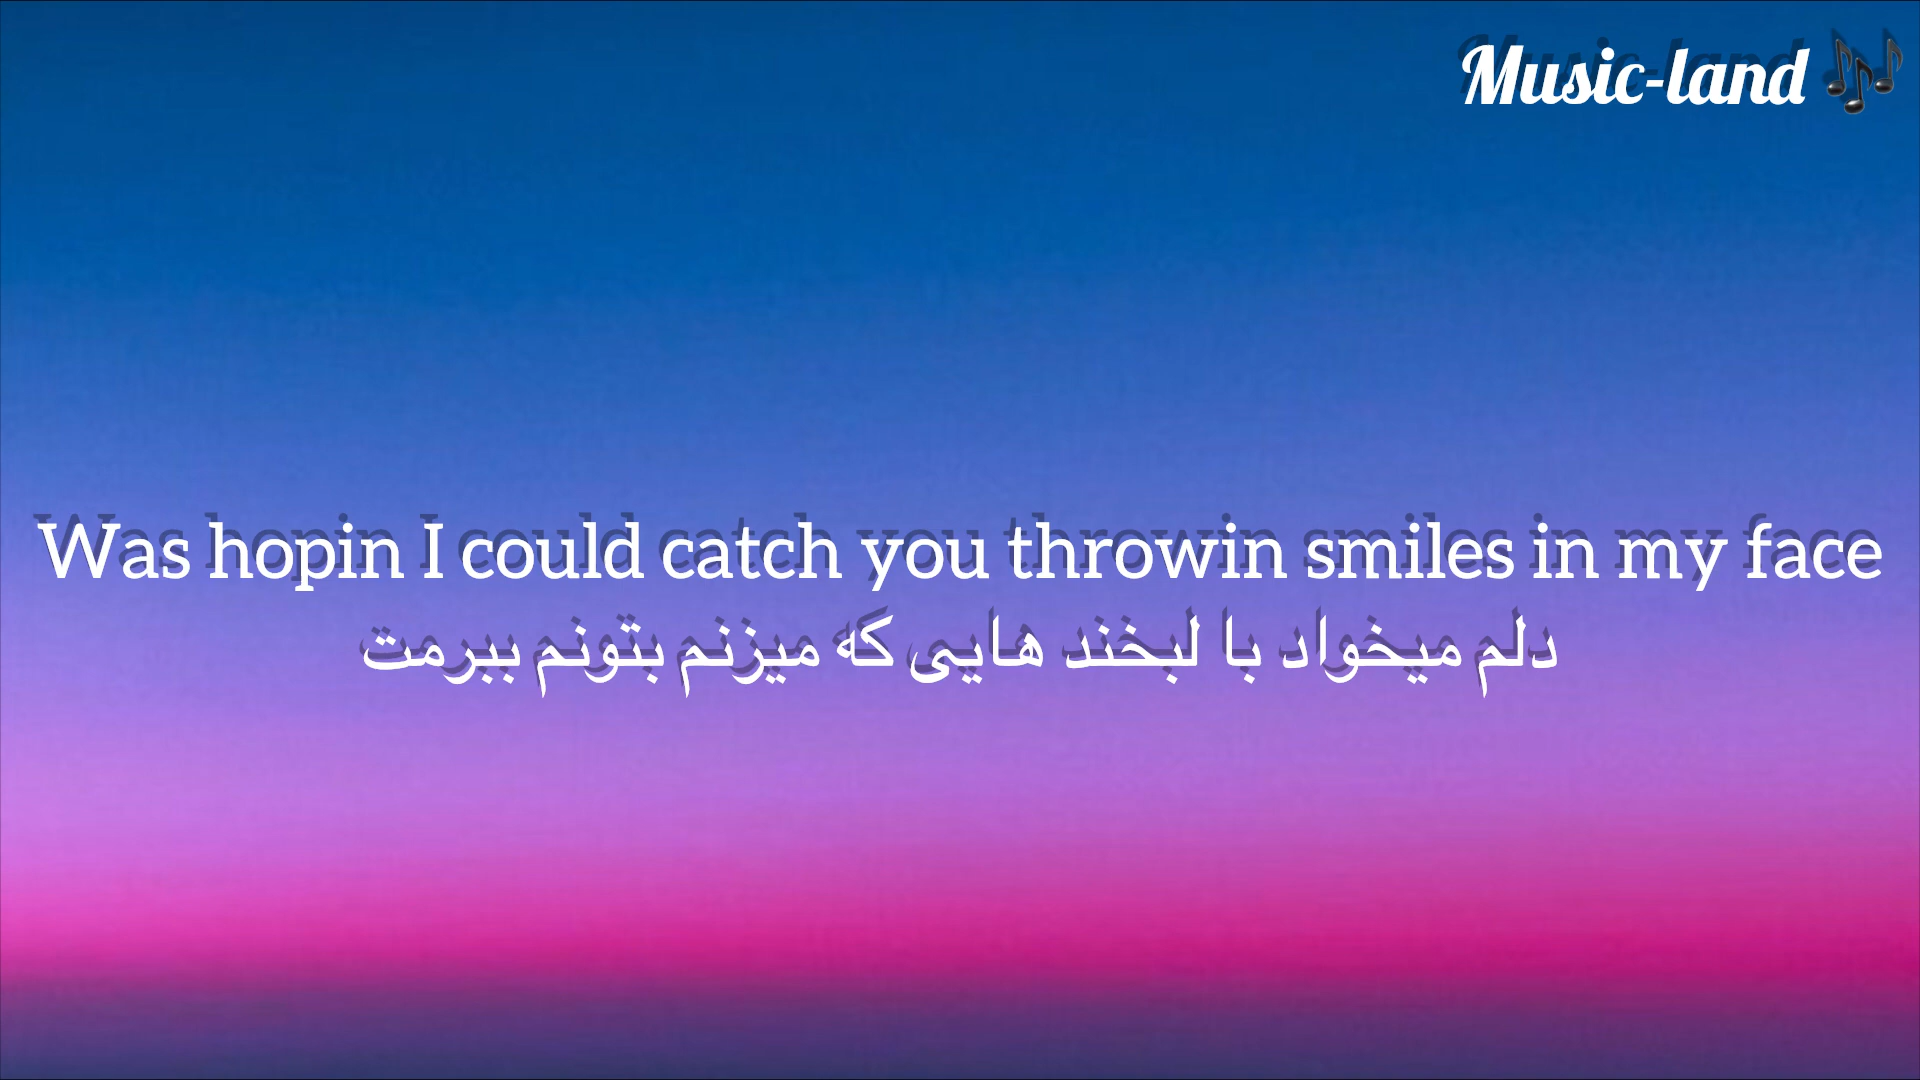 Music-land 🎶
Was hopin I could catch you throwin smiles in my face
دلم میخواد با لبخند هایی که میزنم بتونم ببرمت